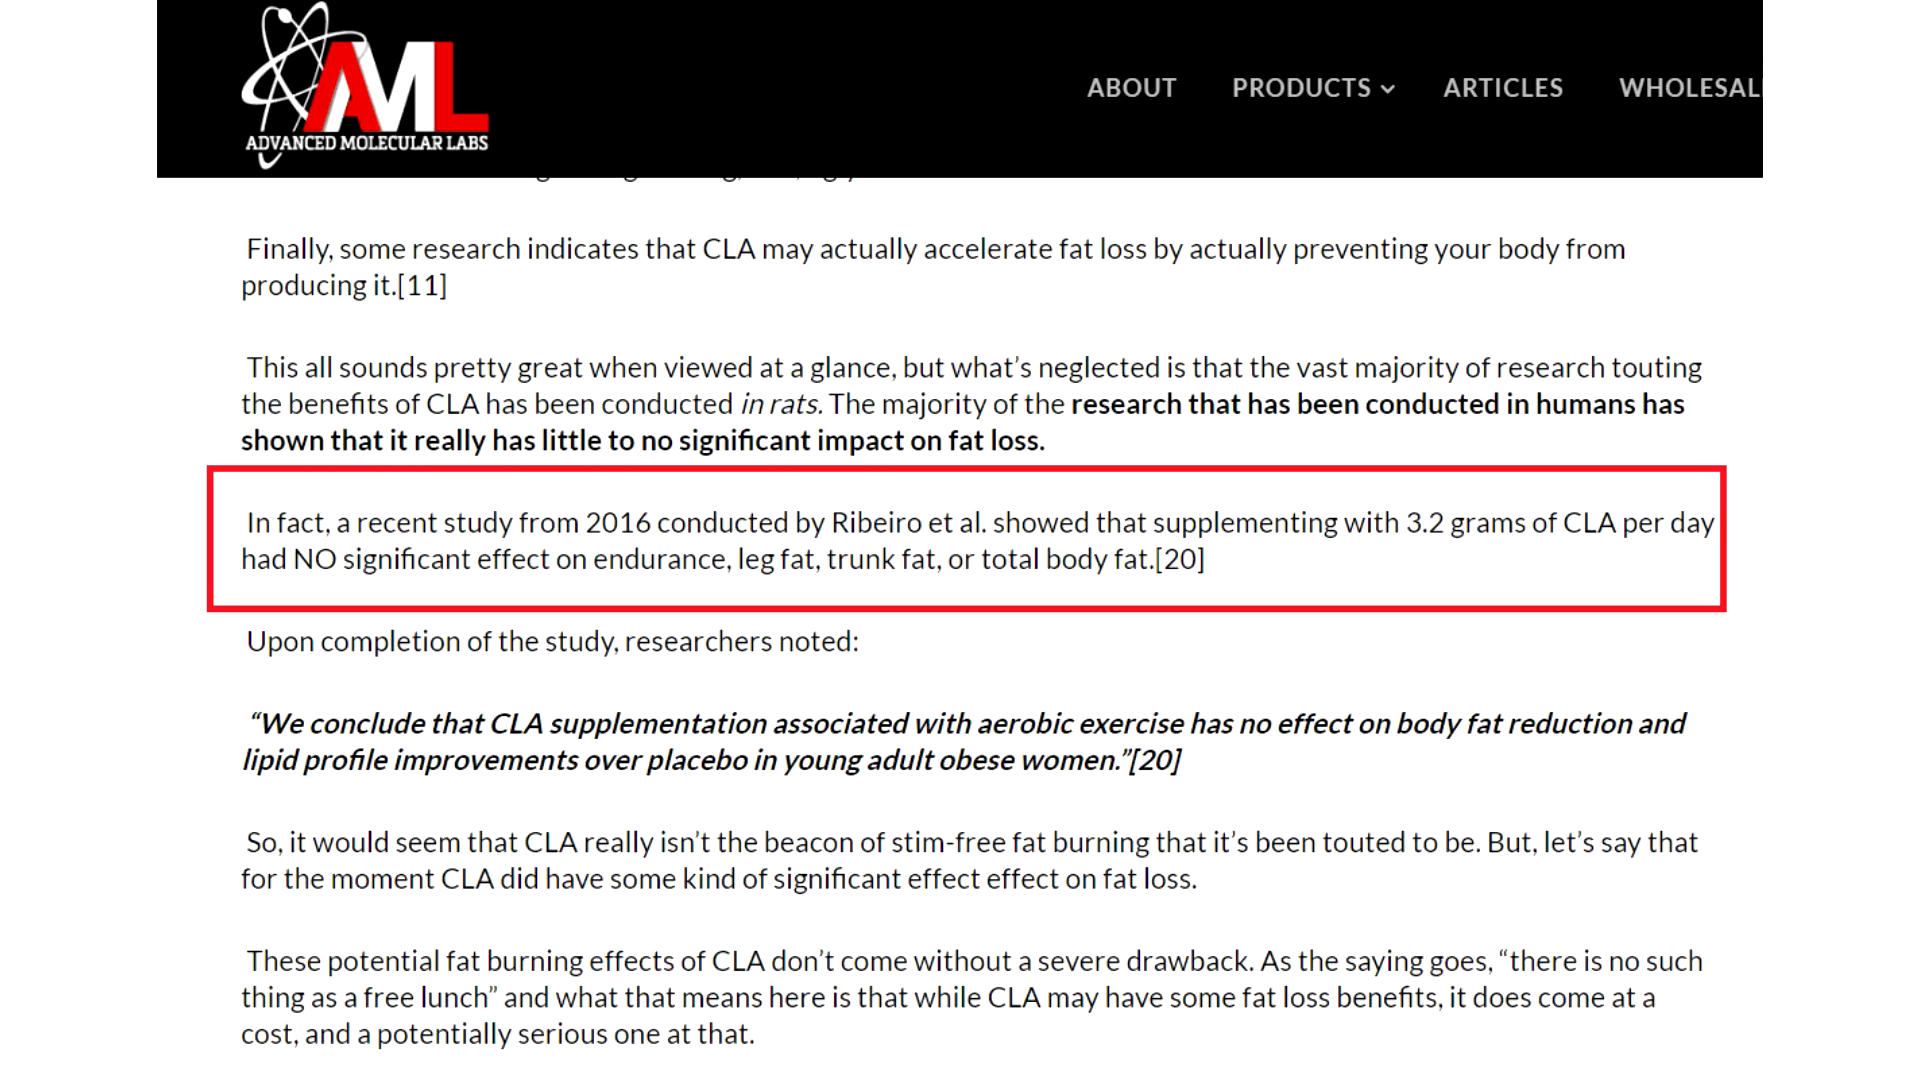 AML
ADVANCED MOLECULAR LABS
ABOUT PRODUCTS ARTICLES WHOLESAL
Finally, some research indicates that CLA may actually accelerate fat loss by actually preventing your body from
producing it.[11]
This all sounds pretty great when viewed at a glance, but what’s neglected is that the vast majority of research touting
the benefits of CLA has been conducted in rats. The majority of the research that has been conducted in humans has
shown that it really has little to no significant impact on fat loss.
In fact, a recent study from 2016 conducted by Ribeiro et al. showed that supplementing with 3.2 grams of CLA per day
had NO significant effect on endurance, leg fat, trunk fat, or total body fat.[20]
Upon completion of the study, researchers noted:
“We conclude that CLA supplementation associated with aerobic exercise has no effect on body fat reduction and
lipid profile improvements over placebo in young adult obese women.”[20]
So, it would seem that CLA really isn’t the beacon of stim-free fat burning that it’s been touted to be. But, let’s say that
for the moment CLA did have some kind of significant effect effect on fat loss.
These potential fat burning effects of CLA don’t come without a severe drawback. As the saying goes, “there is no such
thing as a free lunch” and what that means here is that while CLA may have some fat loss benefits, it does come at a
cost, and a potentially serious one at that.